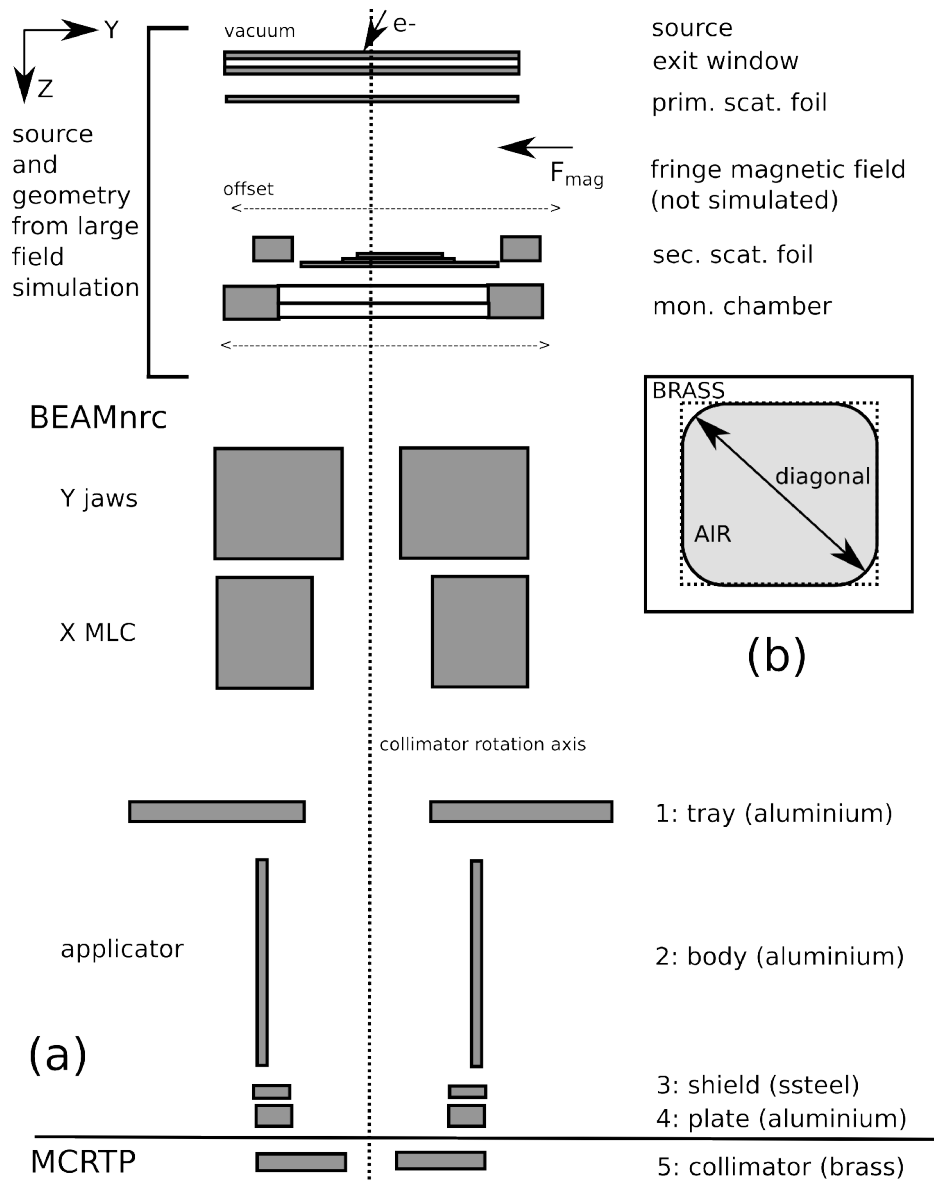 Y
vacuum
e-
source
exit window
Z
prim. scat. foil
source
and
geometry
from large
field
simulation
Fmag
fringe magnetic field
(not simulated)
offset
sec. scat. foil
mon. chamber
BEAMnrc
BRASS
diagonal
AIR
(b)
Y jaws
X MLC
collimator rotation axis
1: tray (aluminium)
applicator
2: body (aluminium)
(a)
3: shield (ssteel)
4: plate (aluminium)
MCRTP
5: collimator (brass)